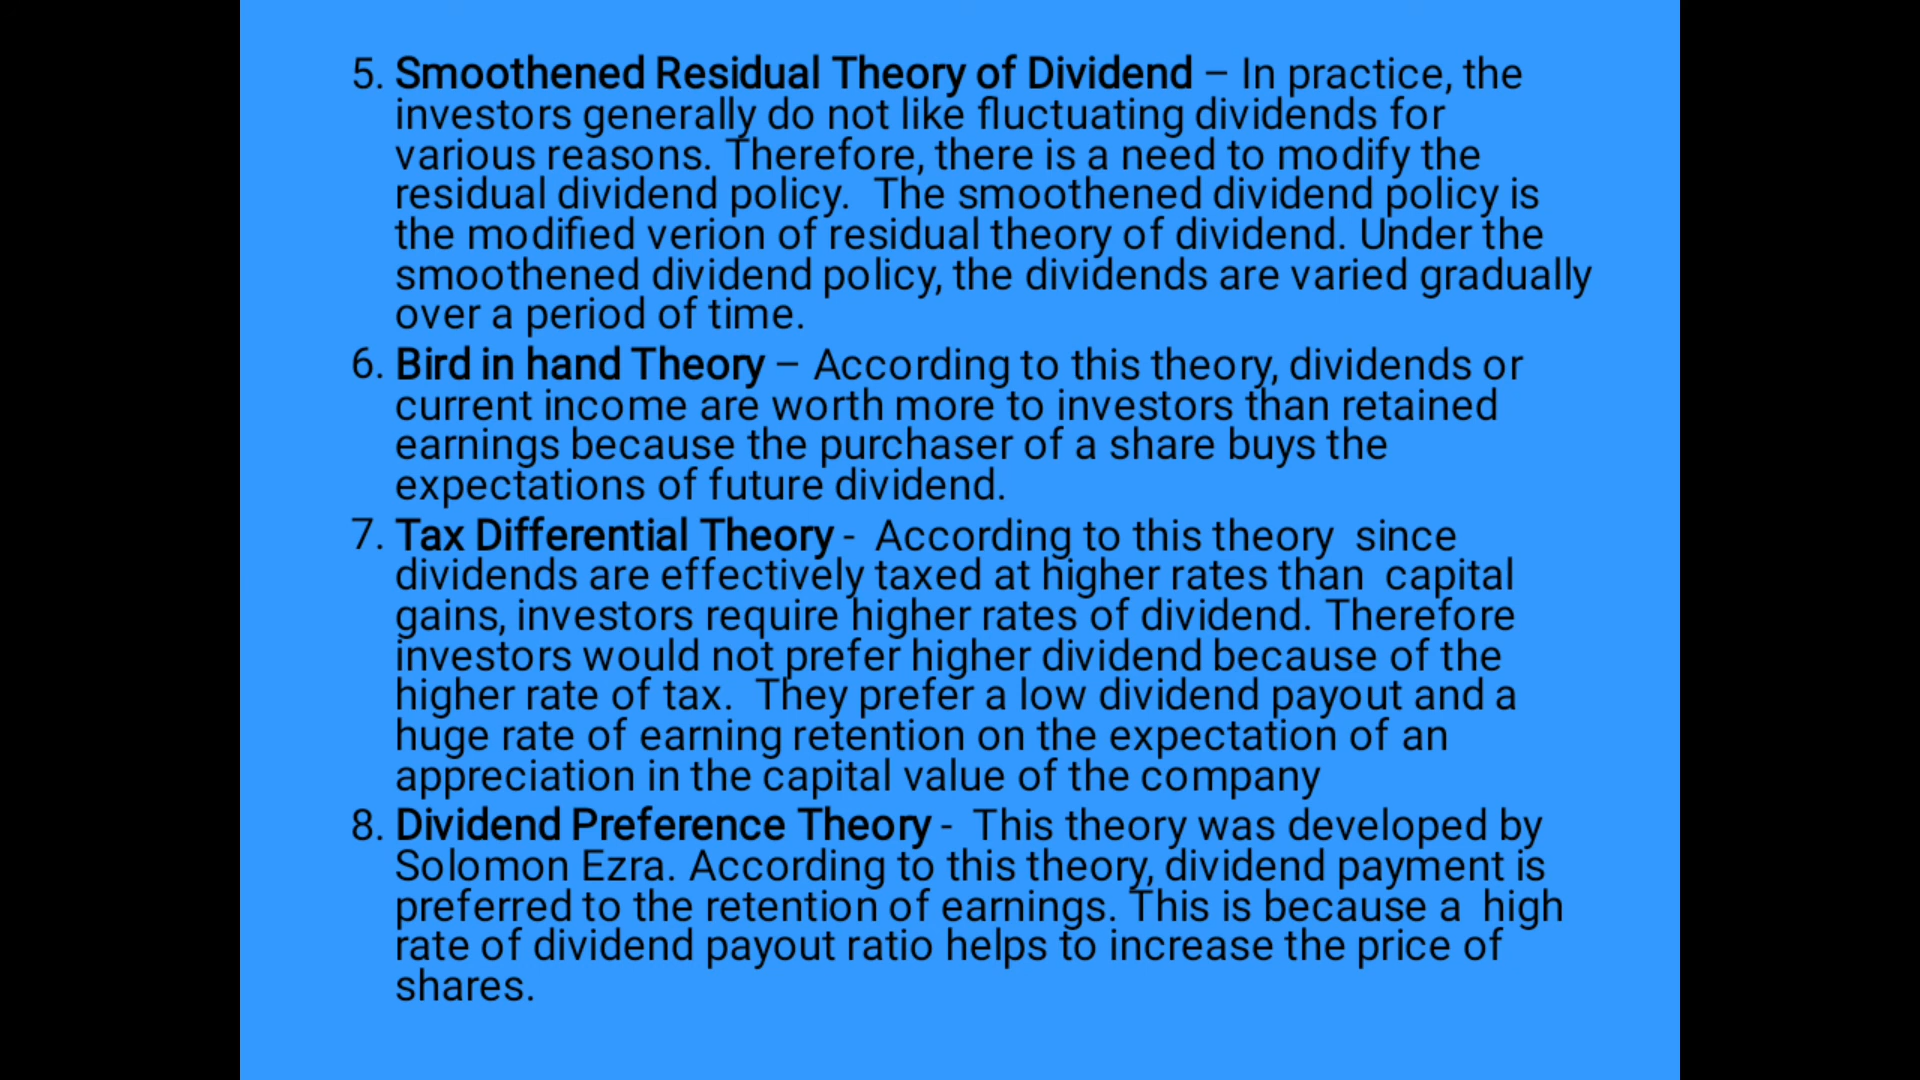 5. Smoothened Residual Theory of Dividend – In practice, the
investors generally do not like fluctuating dividends for
various reasons. Therefore, there is a need to modify the
residual dividend policy.  The smoothened dividend policy is
the modified verion of residual theory of dividend. Under the
smoothened dividend policy, the dividends are varied gradually
over a period of time.
6. Bird in hand Theory – According to this theory, dividends or
current income are worth more to investors than retained
earnings because the purchaser of a share buys the
expectations of future dividend.
7. Tax Differential Theory -  According to this theory  since
dividends are effectively taxed at higher rates than  capital
gains, investors require higher rates of dividend. Therefore
investors would not prefer higher dividend because of the
higher rate of tax.  They prefer a low dividend payout and a
huge rate of earning retention on the expectation of an
appreciation in the capital value of the company
8. Dividend Preference Theory -  This theory was developed by
Solomon Ezra. According to this theory, dividend payment is
preferred to the retention of earnings. This is because a  high
rate of dividend payout ratio helps to increase the price of
shares.